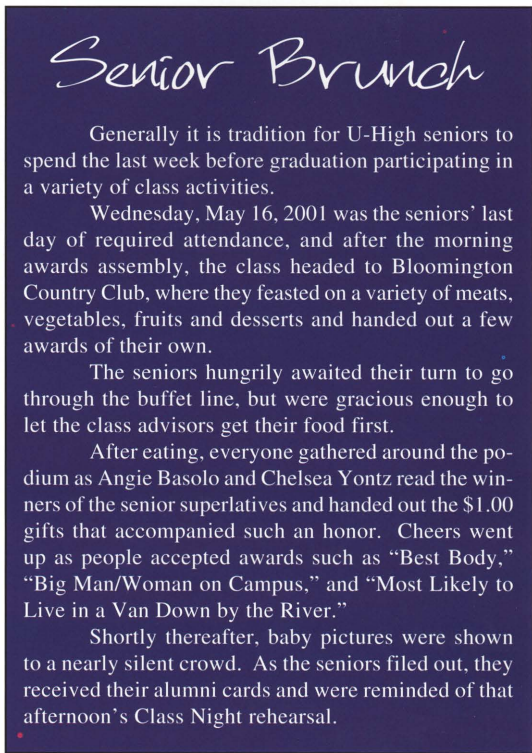 Senior Brunch
Generally it is tradition for U-High seniors to
spend the last week before graduation participating in
a variety of class activities.
Wednesday, May 16, 2001 was the seniors' last
day of required attendance, and after the morning
awards assembly, the class headed to Bloomington
Country Club, where they feasted on a variety of meats,
vegetables, fruits and desserts and handed out a few
awards of their own.
The seniors hungrily awaited their turn to go
through the buffet line, but were gracious enough to
let the class advisors get their food first.
After eating, everyone gathered around the po-
dium as Angie Basolo and Chelsea Yontz read the win-
ners of the senior superlatives and handed out the $1.00
gifts that accompanied such an honor. Cheers went
up as people accepted awards such as “Best Body,”
“Big Man/Woman on Campus,” and “Most Likely to
Live in a Van Down by the River.”
Shortly thereafter, baby pictures were shown
to a nearly silent crowd. As the seniors filed out, they
received their alumni cards and were reminded of that
afternoon's Class Night rehearsal.